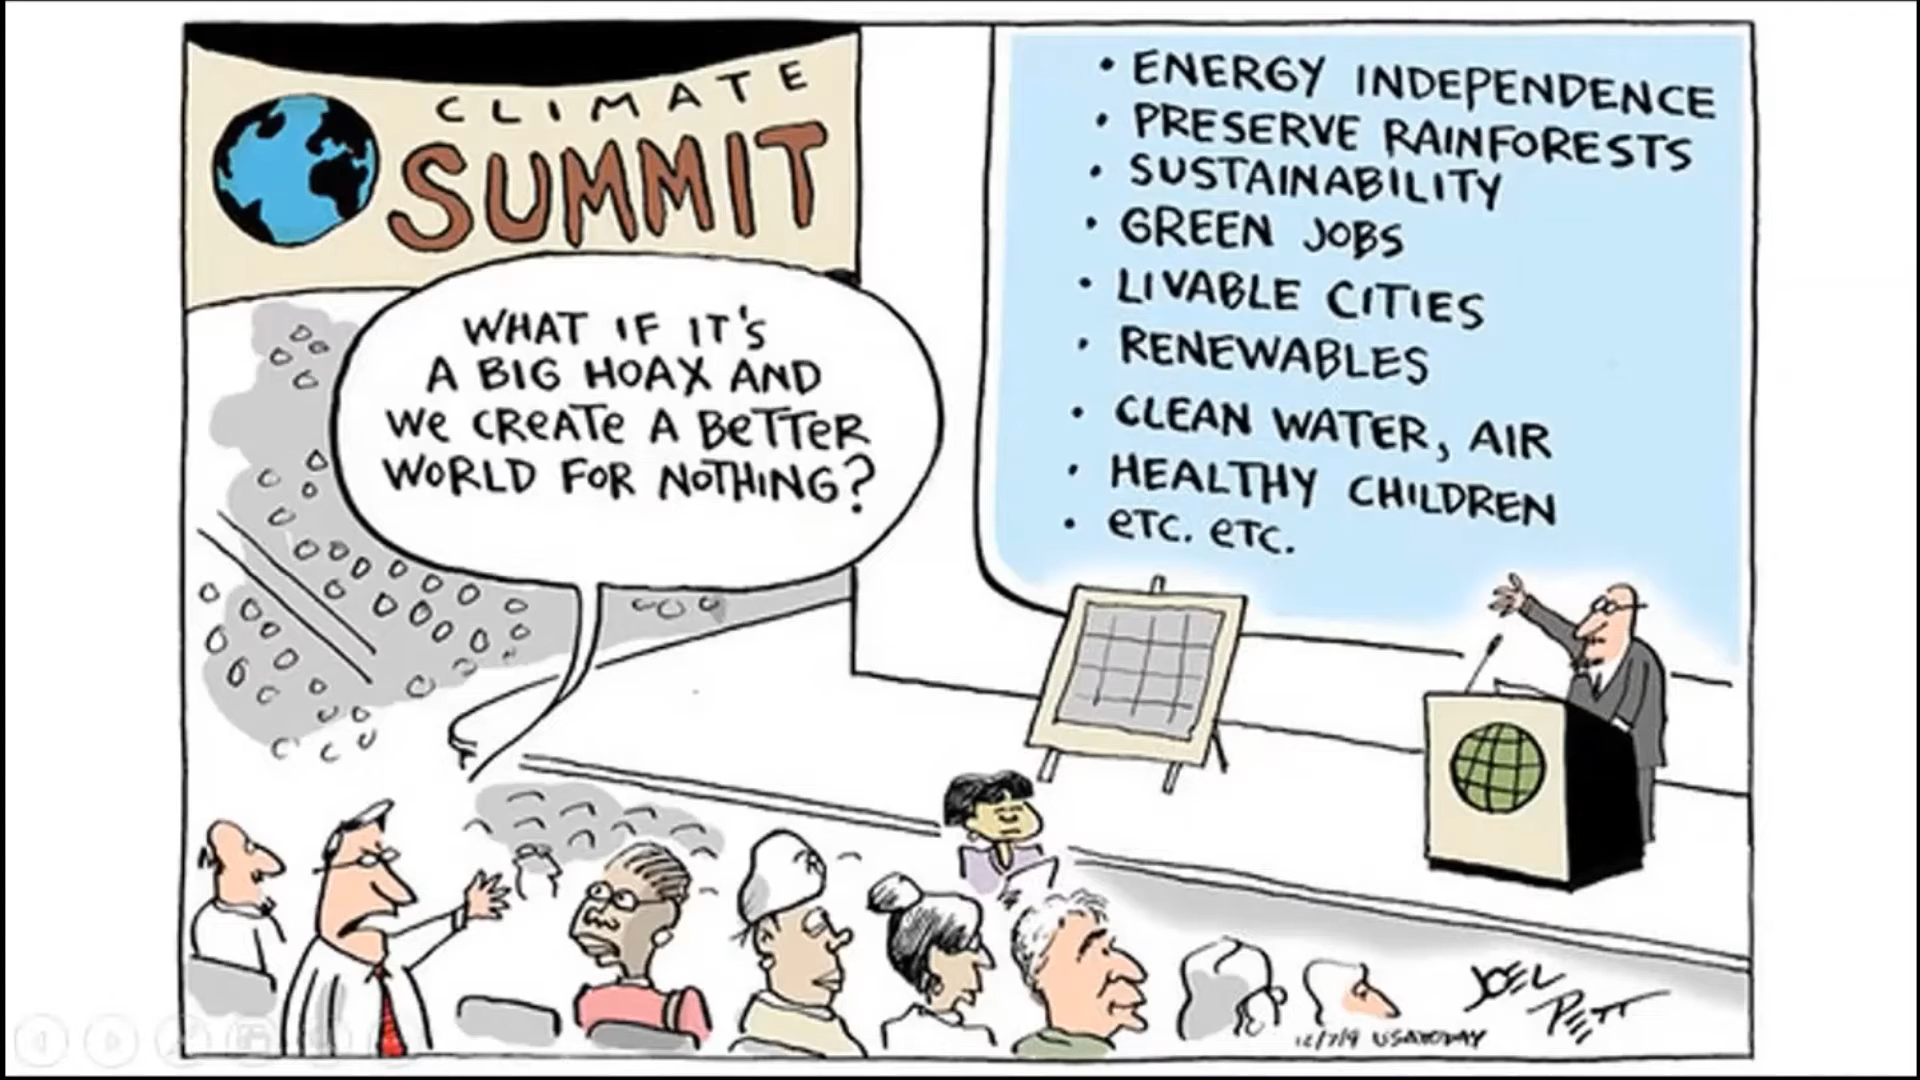 CLIMATE
SUMMIT
WHAT IF IT'S
A BIG HOAX AND
WE CREATE A BETTER
WORLD FOR NOTHING?
• ENERGY INDEPENDENCE
• PRESERVE RAINFORESTS
• SUSTAINABILITY
• GREEN JOBS
• LIVABLE CITIES
• RENEWABLES
• CLEAN WATER, AIR
• HEALTHY CHILDREN
• ETC. ETC.
JOEL
PETT
USA TODAY